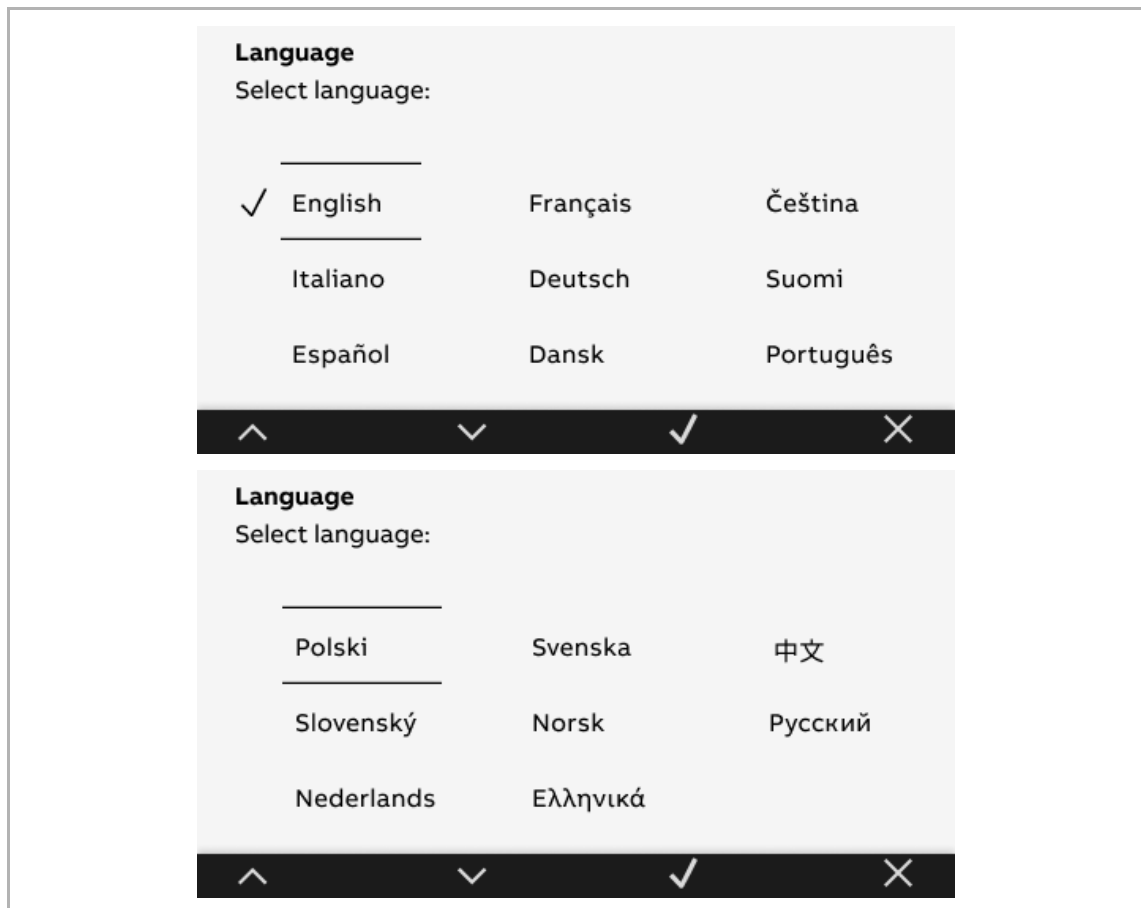 Language
Select language:
English Français Čeština
Italiano Deutsch Suomi
Español Dansk Português
Language
Select language:
Polski Svenska 中文
Slovenský Norsk Русский
Nederlands Ελληνικά